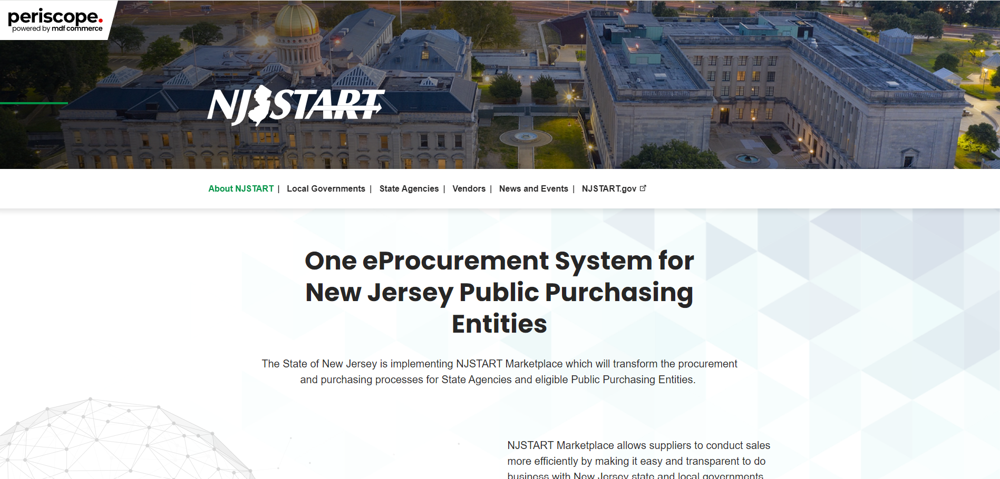 periscope.
powered by mdf commerce
NJSTART
About NJSTART | Local Governments | State Agencies | Vendors | News and Events | NJSTART.gov
One eProcurement System for
New Jersey Public Purchasing
Entities
The State of New Jersey is implementing NJSTART Marketplace which will transform the procurement
and purchasing processes for State Agencies and eligible Public Purchasing Entities.
NJSTART Marketplace allows suppliers to conduct sales
more efficiently by making it easy and transparent to do
business with New Jersey state and local governments